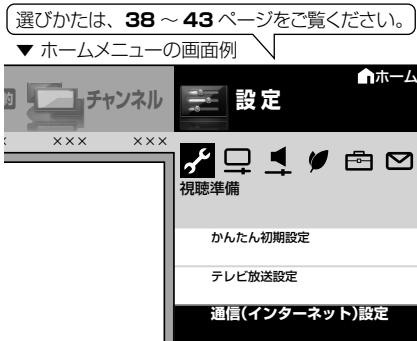 選びかたは、38 ～ 43 ページをご覧ください。
▼ ホームメニューの画面例
ホーム
チャンネル
設定
××× ×××
視聴準備
かんたん初期設定
テレビ放送設定
通信(インターネット)設定